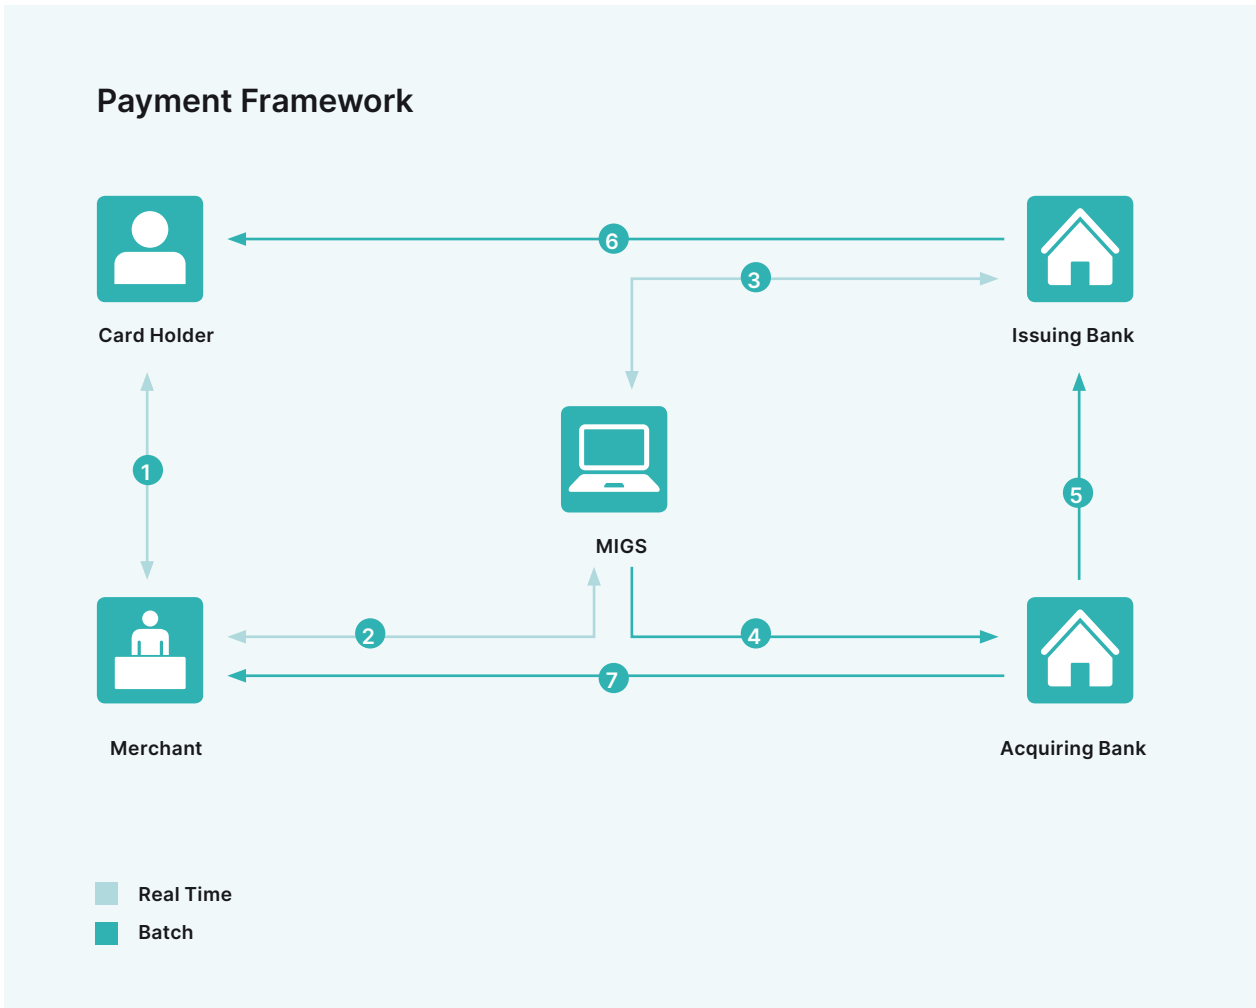 Payment Framework
6
3
Card Holder
Issuing Bank
1
5
MIGS
2
4
7
Merchant
Acquiring Bank
Real Time
Batch